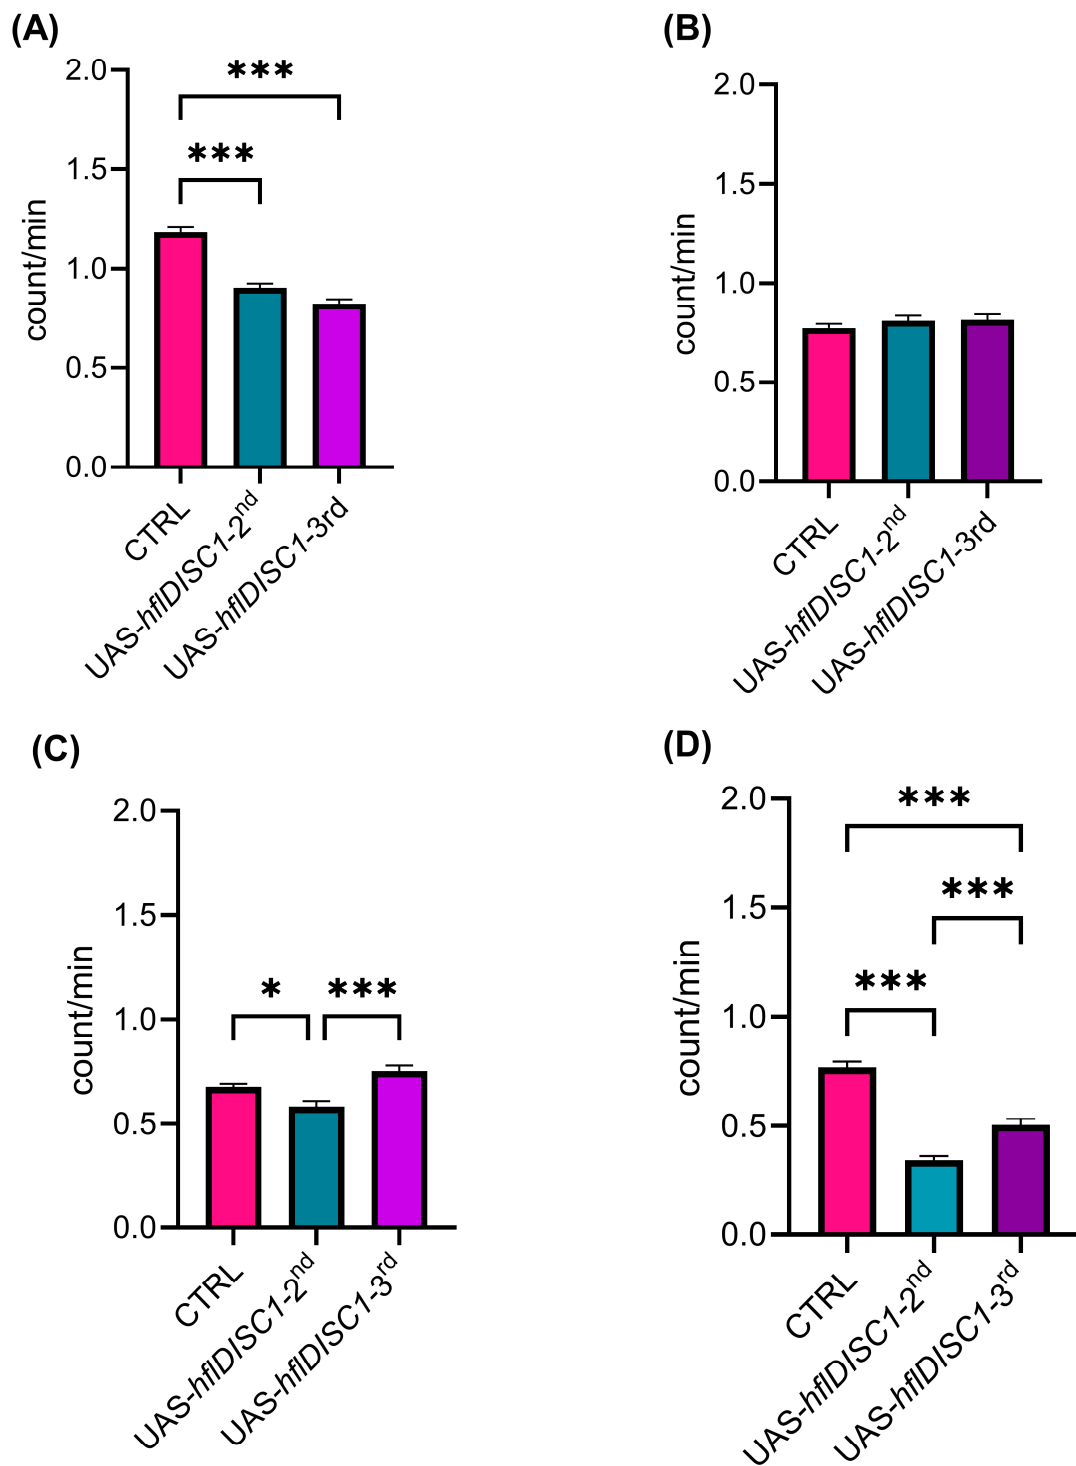 (A)
2.0
1.5
1.0
0.5
0.0
count/min
***
***
CTRL
UAS-hflDISC1-2nd
UAS-hflDISC1-3rd
(B)
2.0
1.5
1.0
0.5
0.0
count/min
CTRL
UAS-hflDISC1-2nd
UAS-hflDISC1-3rd
(C)
2.0
1.5
1.0
0.5
0.0
count/min
* ***
CTRL
UAS-hflDISC1-2nd
UAS-hflDISC1-3rd
(D)
2.0
1.5
1.0
0.5
0.0
count/min
***
***
***
CTRL
UAS-hflDISC1-2nd
UAS-hflDISC1-3rd